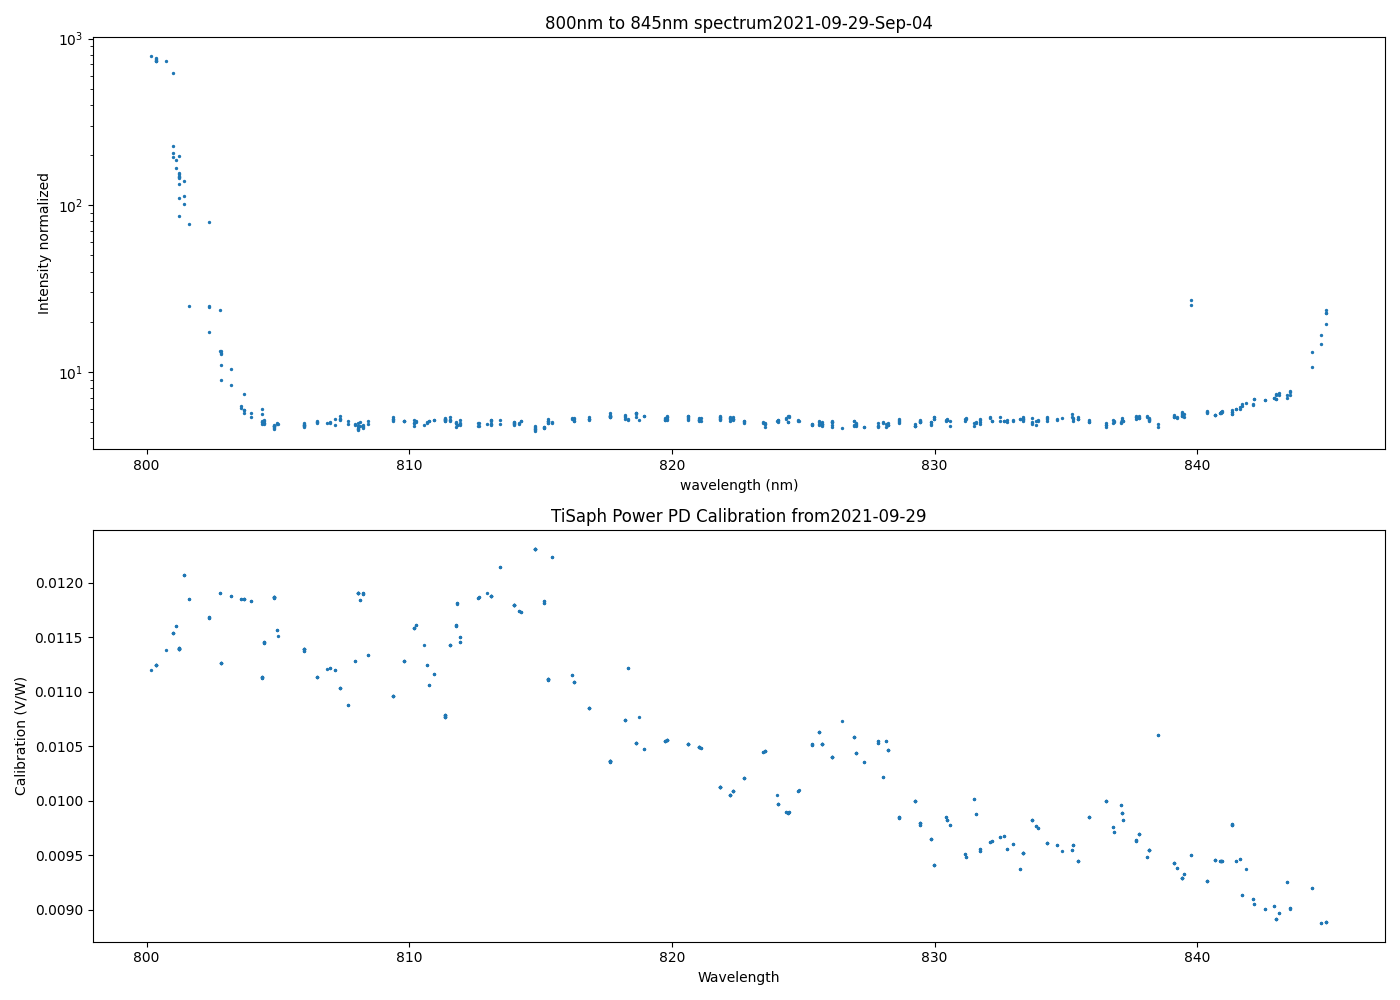 800nm to 845nm spectrum2021-09-29-Sep-04
10³
10²
10¹
Intensity normalized
800 810 820 830 840
wavelength (nm)
TiSaph Power PD Calibration from2021-09-29
0.0120
0.0115
0.0110
0.0105
0.0100
0.0095
0.0090
Calibration (V/W)
800 810 820 830 840
Wavelength